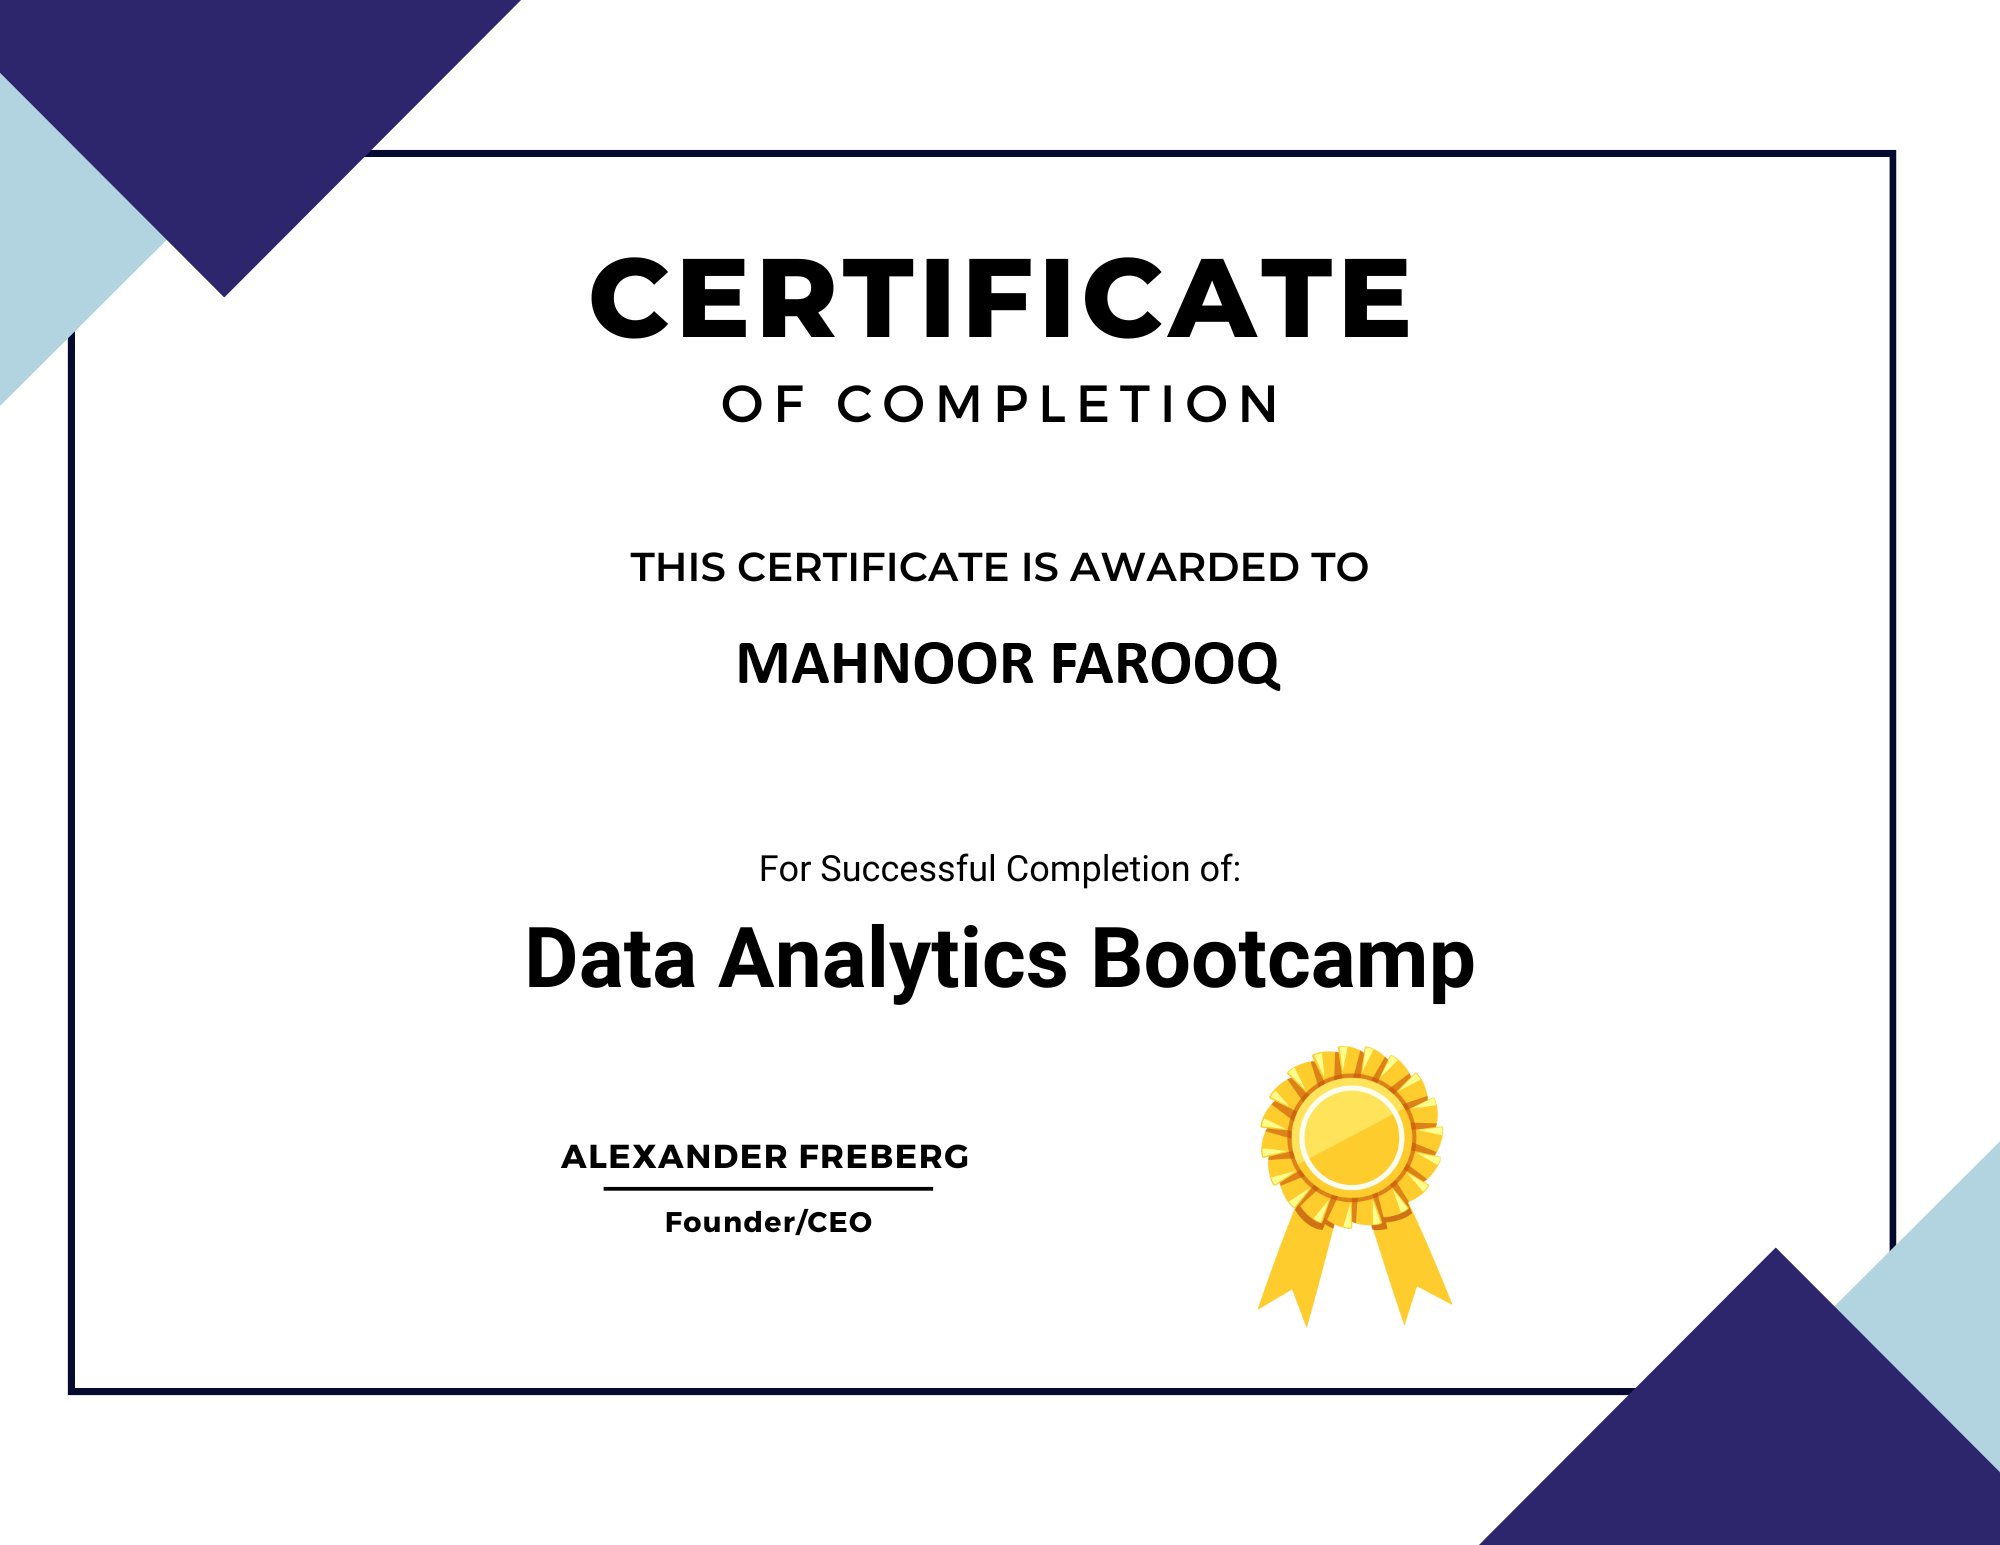 CERTIFICATE
OF COMPLETION
THIS CERTIFICATE IS AWARDED TO
MAHNOOR FAROOQ
For Successful Completion of:
Data Analytics Bootcamp
ALEXANDER FREBERG
Founder/CEO